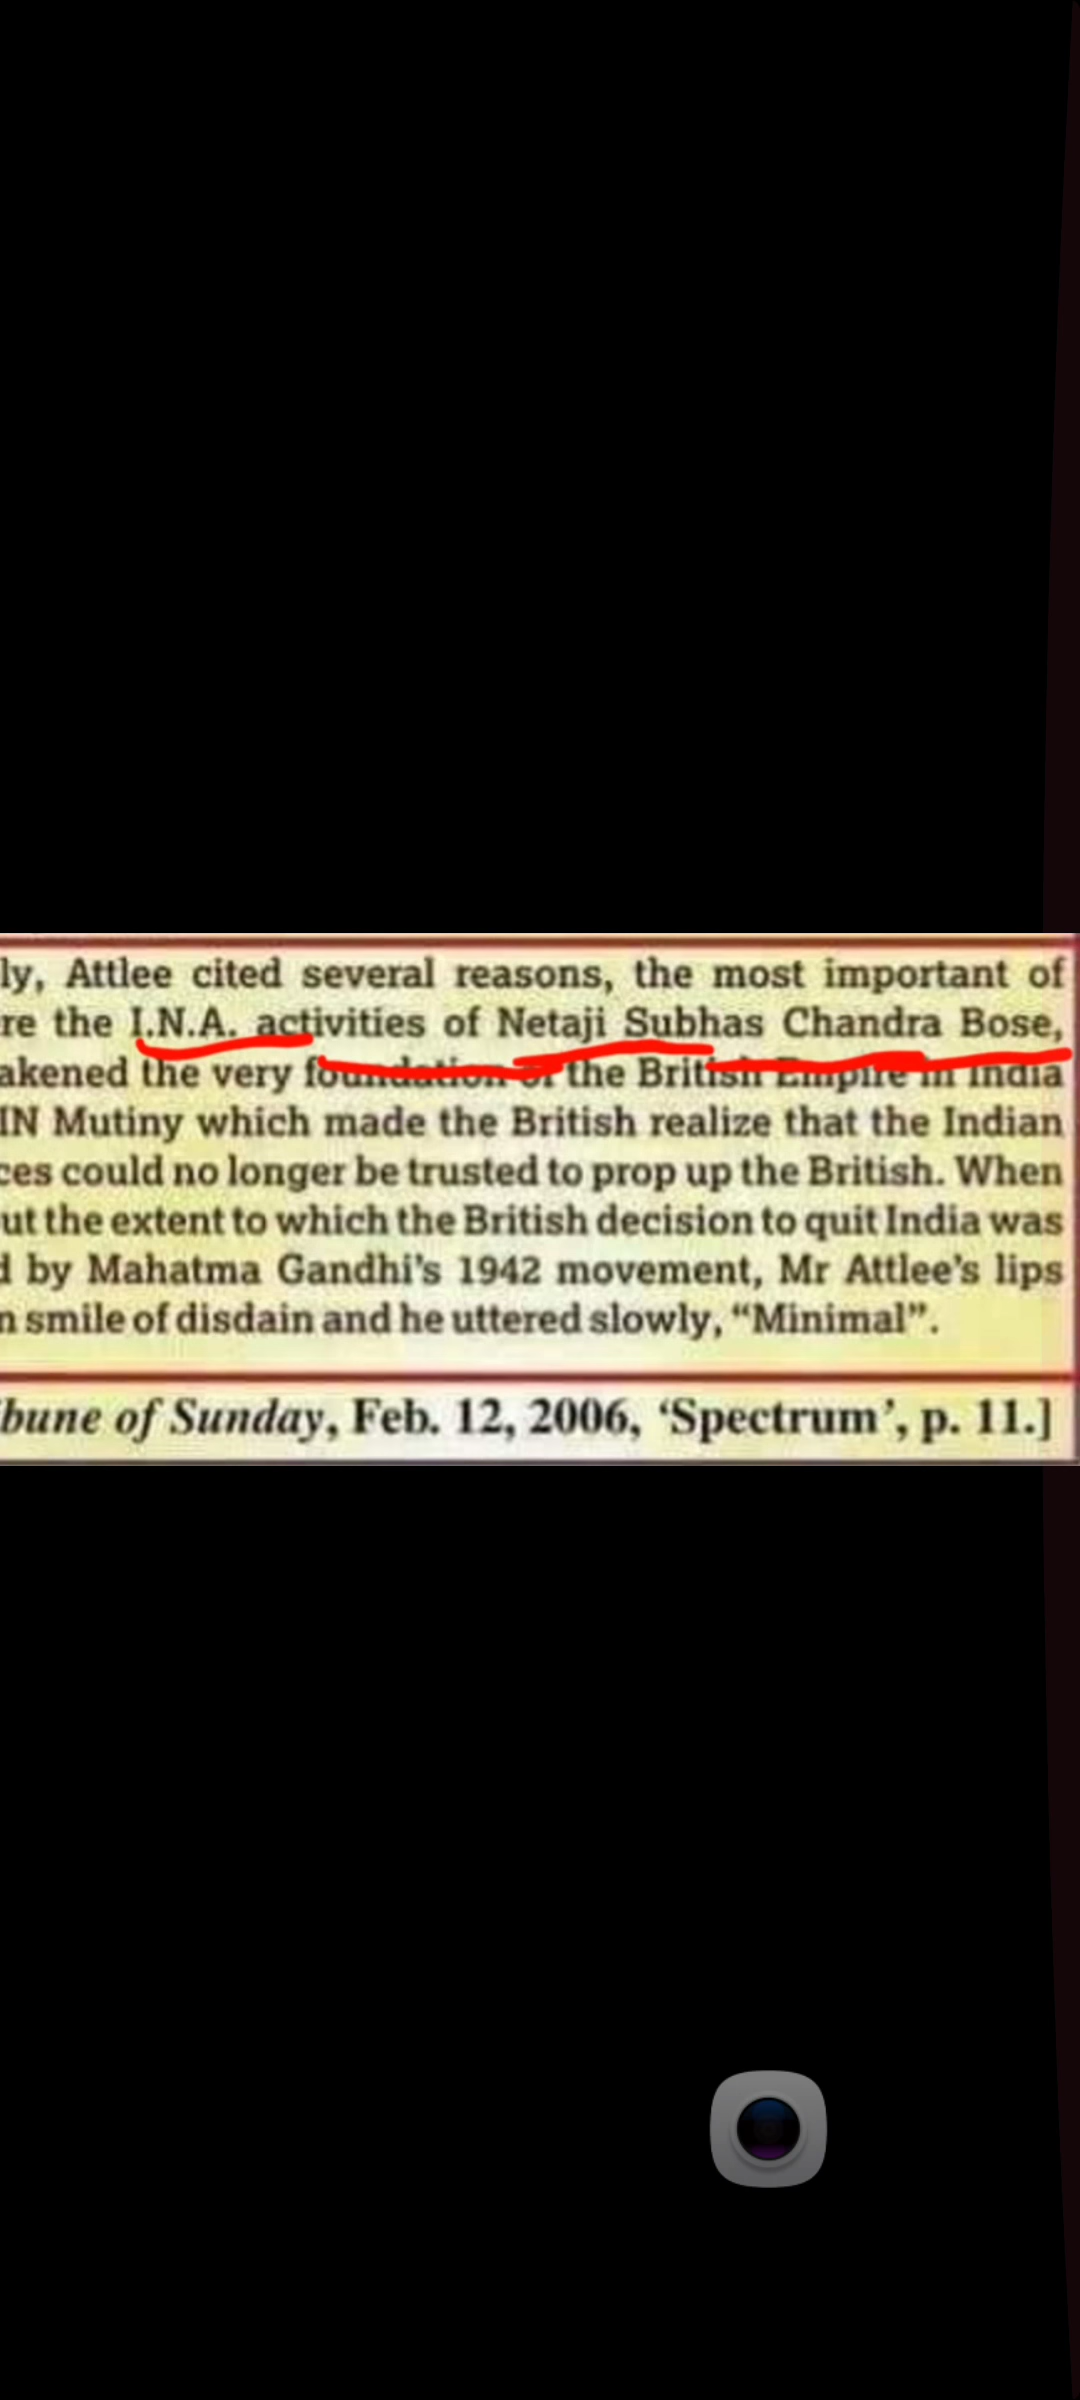 ly, Attlee cited several reasons, the most important of
re the I.N.A. activities of Netaji Subhas Chandra Bose,
akened the very foundation of the British Empire in India
IN Mutiny which made the British realize that the Indian
ces could no longer be trusted to prop up the British. When
ut the extent to which the British decision to quit India was
d by Mahatma Gandhi's 1942 movement, Mr Attlee's lips
n smile of disdain and he uttered slowly, “Minimal”.
bune of Sunday, Feb. 12, 2006, ‘Spectrum’, p. 11.]